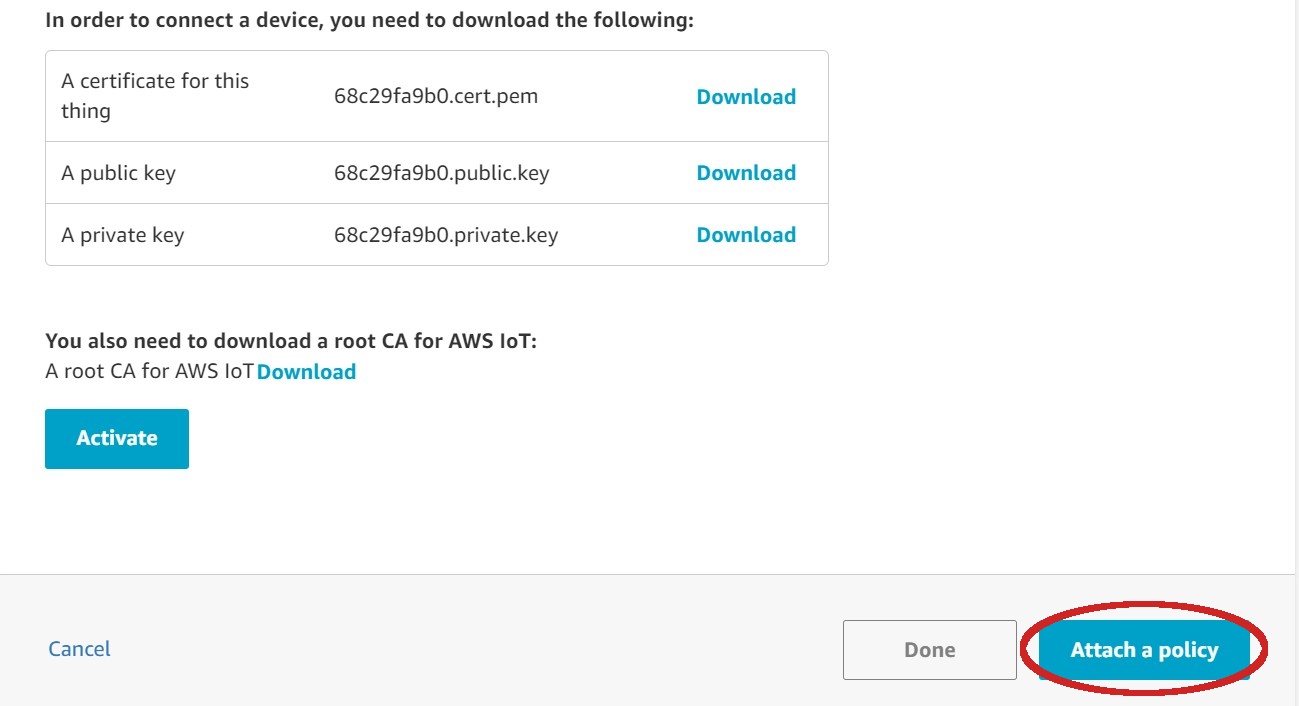 In order to connect a device, you need to download the following:
A certificate for this
thing
68c29fa9b0.cert.pem
Download
A public key
68c29fa9b0.public.key
Download
A private key
68c29fa9b0.private.key
Download
You also need to download a root CA for AWS IoT:
A root CA for AWS IoT Download
Activate
Cancel
Done
Attach a policy